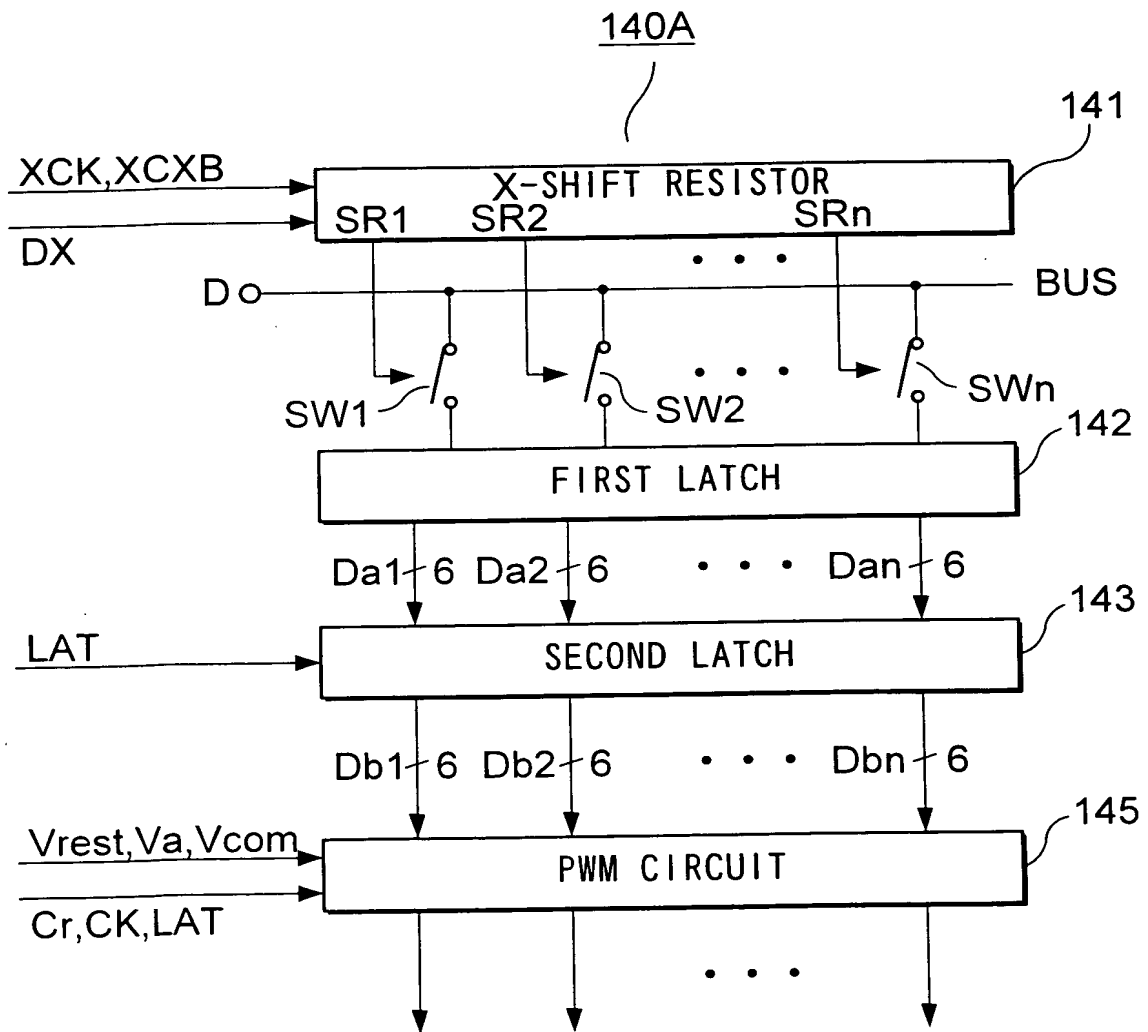 140A
141
XCK,XCXB
X-SHIFT RESISTOR
SR1 SR2 SRn
DX
D BUS
SW1 SW2 SWn
142
FIRST LATCH
Da1 6 Da2 6 Dan 6
143
LAT
SECOND LATCH
Db1 6 Db2 6 Dbn 6
145
Vrest,Va,Vcom
PWM CIRCUIT
Cr,CK,LAT